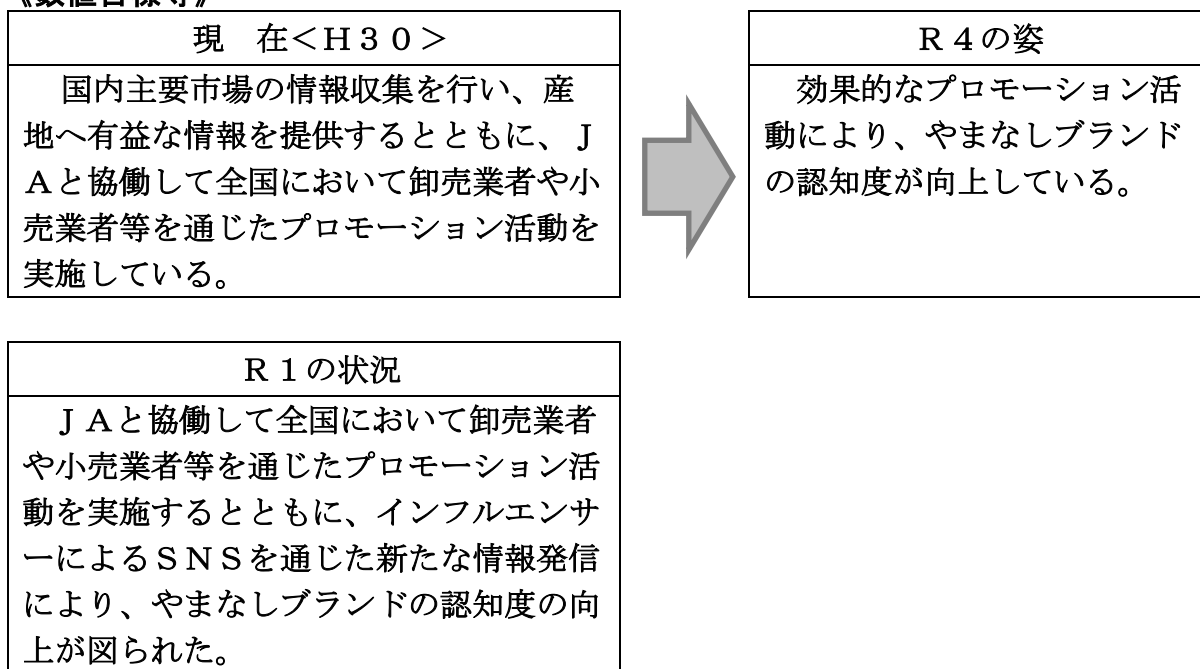 《数値目標等》
現　在＜Ｈ３０＞
国内主要市場の情報収集を行い、産
地へ有益な情報を提供するとともに、Ｊ
Ａと協働して全国において卸売業者や小
売業者等を通じたプロモーション活動を
実施している。
Ｒ４の姿
効果的なプロモーション活
動により、やまなしブランド
の認知度が向上している。
Ｒ１の状況
ＪＡと協働して全国において卸売業者
や小売業者等を通じたプロモーション活
動を実施するとともに、インフルエンサ
ーによるＳＮＳを通じた新たな情報発信
により、やまなしブランドの認知度の向
上が図られた。